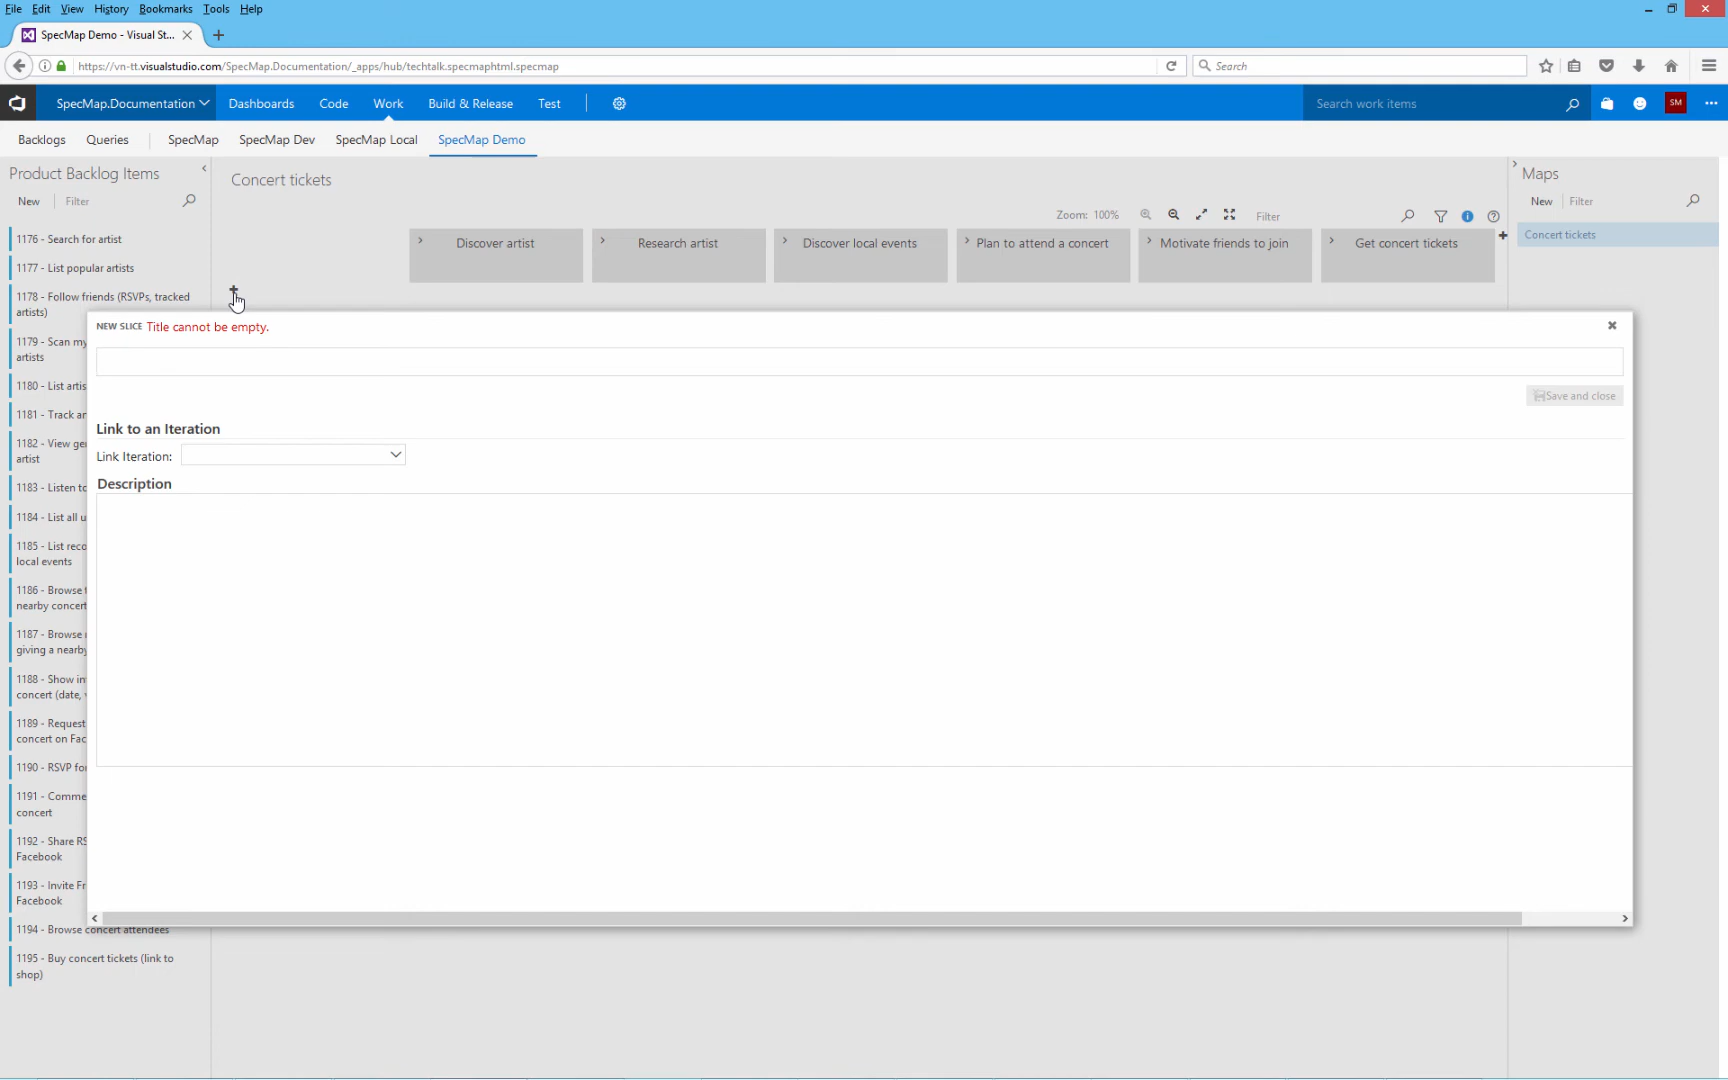 File Edit View History Bookmarks Tools Help
SpecMap Demo - Visual St...
https://vn-tt.visualstudio.com/SpecMap.Documentation/_apps/hub/techtalk.specmaphtml.specmap
Search
SpecMap.Documentation Dashboards Code Work Build & Release Test
Search work items
SM
Backlogs Queries SpecMap SpecMap Dev SpecMap Local SpecMap Demo
Product Backlog Items
New Filter
1176 - Search for artist
1177 - List popular artists
1178 - Follow friends (RSVPs, tracked
artists)
1179 - Scan my
artists
1180 - List artis
1181 - Track ar
1182 - View ger
artist
1183 - Listen to
1184 - List all u
1185 - List reco
local events
1186 - Browse t
nearby concert
1187 - Browse
giving a nearby
1188 - Show in
concert (date,
1189 - Request
concert on Fac
1190 - RSVP fo
1191 - Comme
concert
1192 - Share RS
Facebook
1193 - Invite Fr
Facebook
1194 - Browse concert attendees
1195 - Buy concert tickets (link to
shop)
Concert tickets
Zoom: 100%
Filter
Discover artist
Research artist
Discover local events
Plan to attend a concert
Motivate friends to join
Get concert tickets
NEW SLICE Title cannot be empty.
Save and close
Link to an Iteration
Link Iteration:
Description
Maps
New Filter
Concert tickets